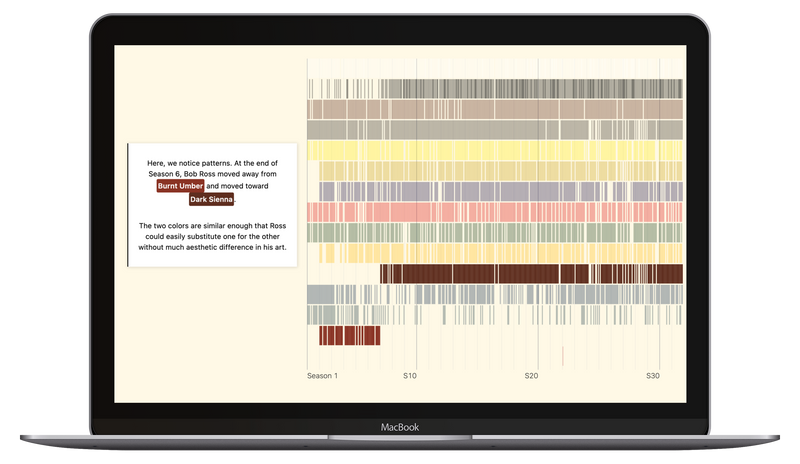 Here, we notice patterns. At the end of
Season 6, Bob Ross moved away from
Burnt Umber and moved toward
Dark Sienna.
The two colors are similar enough that Ross
could easily substitute one for the other
without much aesthetic difference in his art.
Season 1 S10 S20 S30
MacBook